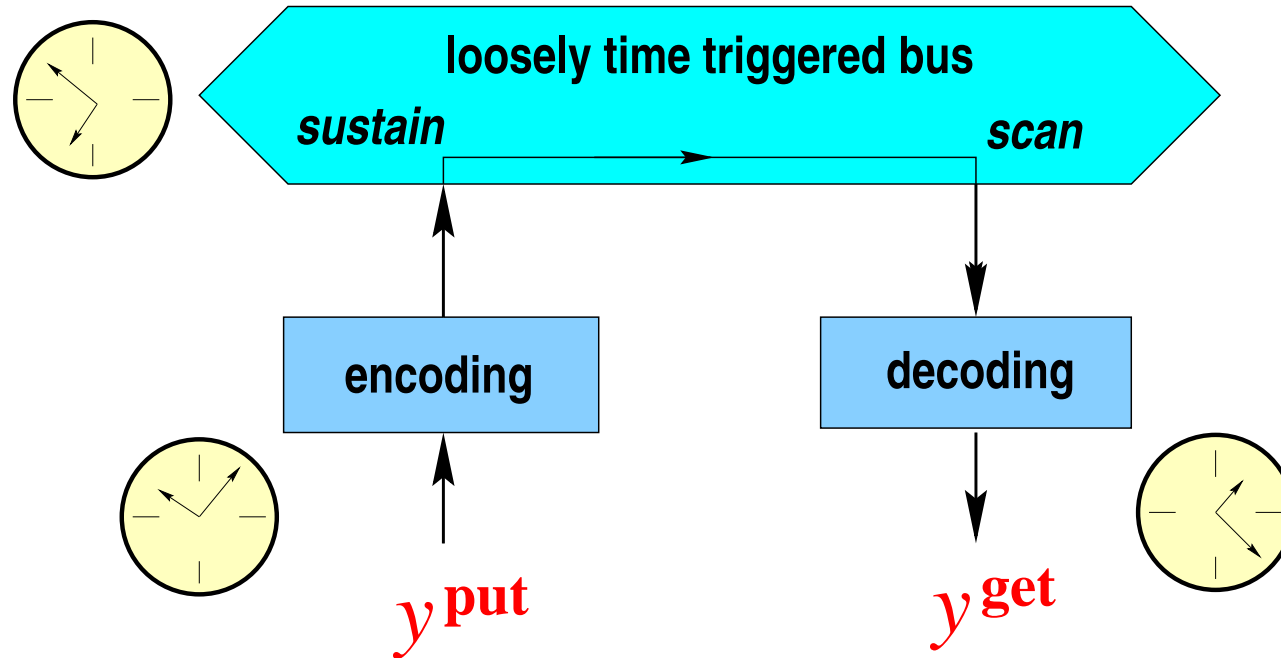 loosely time triggered bus
sustain scan
encoding decoding
y put y get